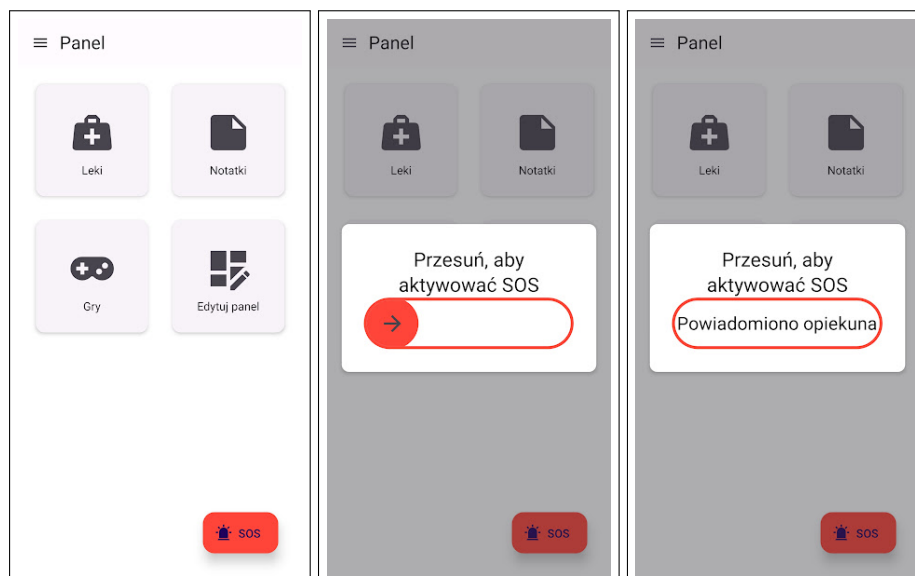 Panel
Leki
Notatki
Gry
Edytuj panel
SOS
Panel
Leki
Notatki
Przesuń, aby
aktywować SOS
SOS
Panel
Leki
Notatki
Przesuń, aby
aktywować SOS
Powiadomiono opiekuna
SOS